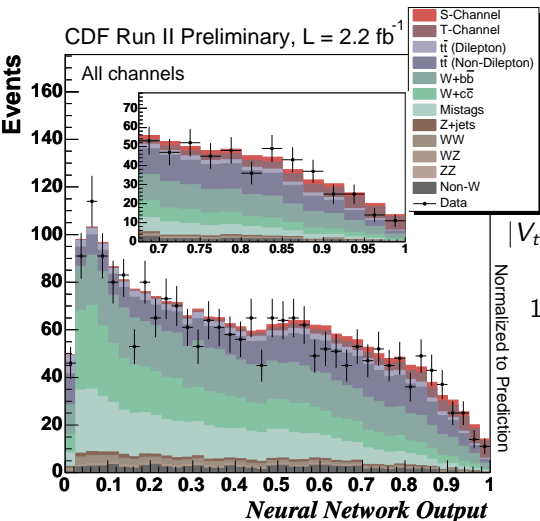 CDF Run II Preliminary, L = 2.2 fb⁻¹
S-Channel
T-Channel
tt̅ (Dilepton)
tt̅ (Non-Dilepton)
W+bb̅
W+cc̅
Mistags
Z+jets
WW
WZ
ZZ
Non-W
Data
All channels
Events
160
140
120
100
80
60
40
20
0
70
60
50
40
30
20
10
0
0.7 0.75 0.8 0.85 0.9 0.95 1
0 0.1 0.2 0.3 0.4 0.5 0.6 0.7 0.8 0.9 1
Neural Network Output
Normalized to Prediction
|V_t
1